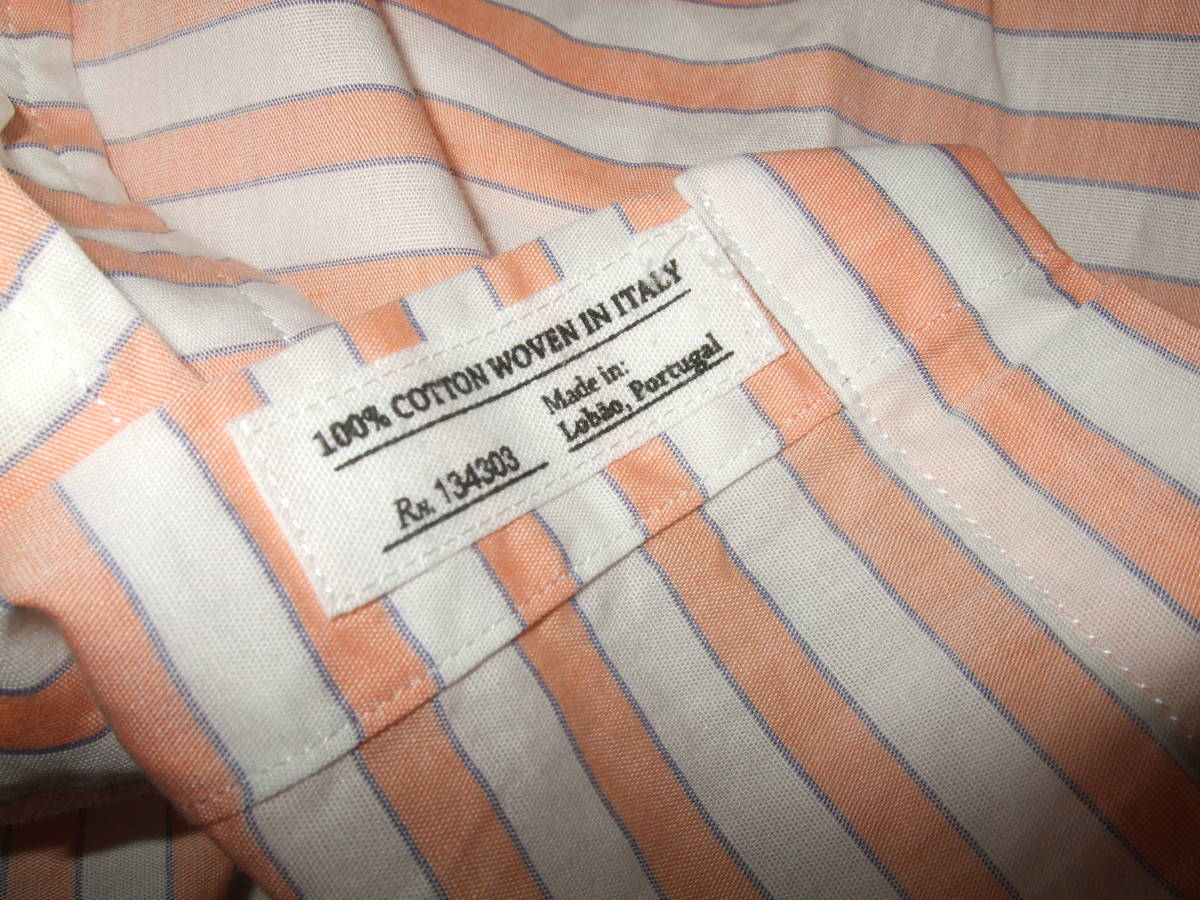 100% COTTON WOVEN IN ITALY
Made in:
Lobão, Portugal
RN. 134303